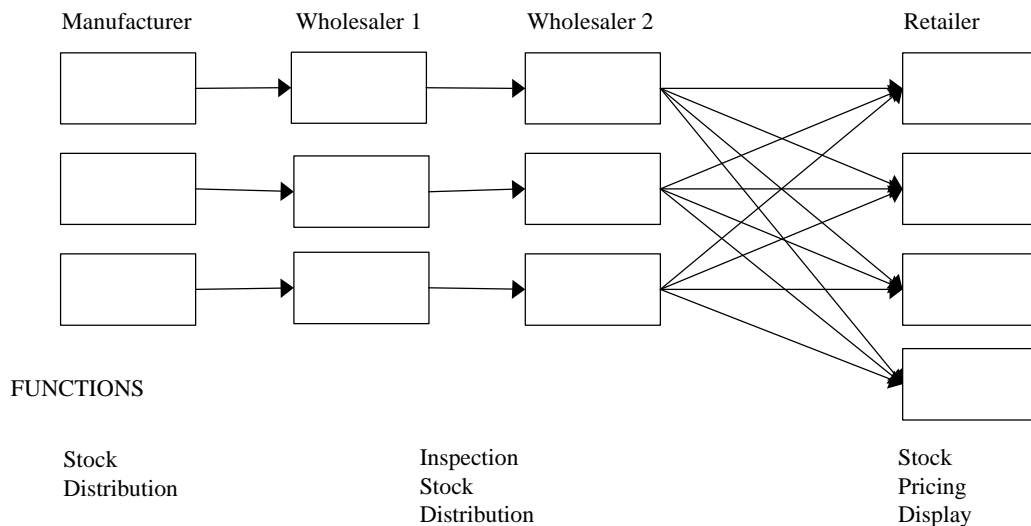 Manufacturer Wholesaler 1 Wholesaler 2 Retailer
FUNCTIONS
Stock Inspection Stock
Distribution Stock Pricing
Distribution Display